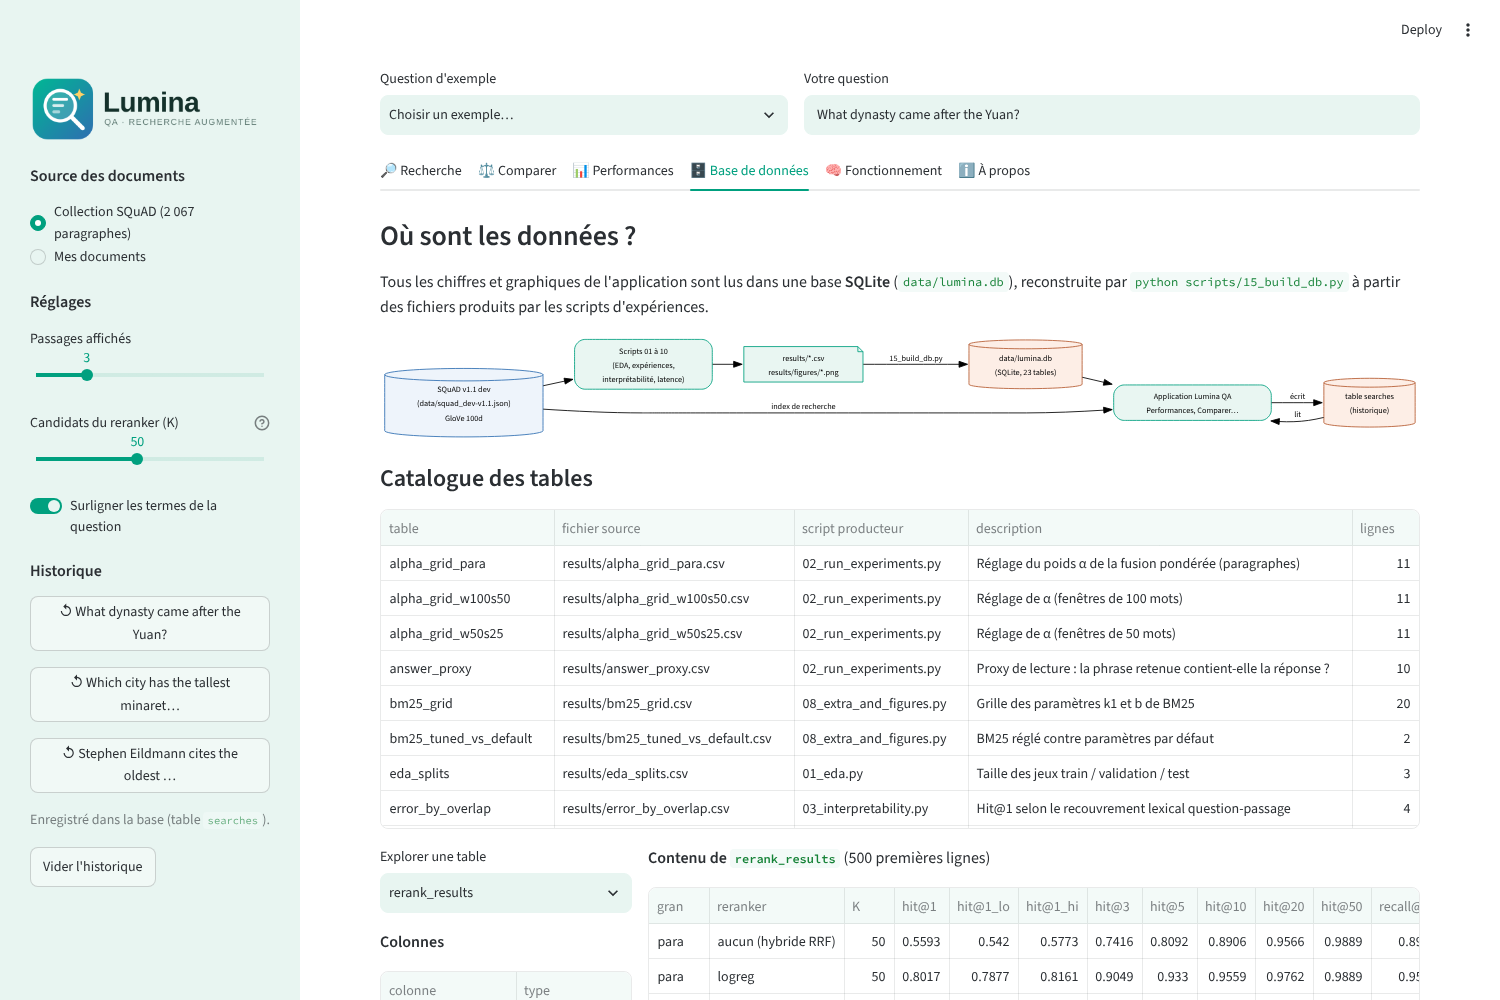 Deploy
Lumina
QA · RECHERCHE AUGMENTÉE
Source des documents
Collection SQuAD (2 067
paragraphes)
Mes documents
Réglages
Passages affichés
3
Candidats du reranker (K)
50
Surligner les termes de la
question
Historique
What dynasty came after the
Yuan?
Which city has the tallest
minaret…
Stephen Eildmann cites the
oldest …
Enregistré dans la base (table searches ).
Vider l'historique
Question d'exemple
Choisir un exemple…
Votre question
What dynasty came after the Yuan?
Recherche Comparer Performances Base de données Fonctionnement À propos
Où sont les données ?
Tous les chiffres et graphiques de l'application sont lus dans une base SQLite ( data/lumina.db ), reconstruite par python scripts/15_build_db.py à partir
des fichiers produits par les scripts d'expériences.
SQuAD v1.1 dev
(data/squad_dev-v1.1.json)
GloVe 100d
Scripts 01 à 10
(EDA, expériences,
interprétabilité, latence)
results/*.csv
results/figures/*.png
15_build_db.py
data/lumina.db
(SQLite, 23 tables)
index de recherche
Application Lumina QA
Performances, Comparer...
écrit
lit
table searches
(historique)
Catalogue des tables
table fichier source script producteur description lignes
alpha_grid_para results/alpha_grid_para.csv 02_run_experiments.py Réglage du poids α de la fusion pondérée (paragraphes) 11
alpha_grid_w100s50 results/alpha_grid_w100s50.csv 02_run_experiments.py Réglage de α (fenêtres de 100 mots) 11
alpha_grid_w50s25 results/alpha_grid_w50s25.csv 02_run_experiments.py Réglage de α (fenêtres de 50 mots) 11
answer_proxy results/answer_proxy.csv 02_run_experiments.py Proxy de lecture : la phrase retenue contient-elle la réponse ? 10
bm25_grid results/bm25_grid.csv 08_extra_and_figures.py Grille des paramètres k1 et b de BM25 20
bm25_tuned_vs_default results/bm25_tuned_vs_default.csv 08_extra_and_figures.py BM25 réglé contre paramètres par défaut 2
eda_splits results/eda_splits.csv 01_eda.py Taille des jeux train / validation / test 3
error_by_overlap results/error_by_overlap.csv 03_interpretability.py Hit@1 selon le recouvrement lexical question-passage 4
Explorer une table
rerank_results
Colonnes
colonne type
Contenu de rerank_results (500 premières lignes)
gran reranker K hit@1 hit@1_lo hit@1_hi hit@3 hit@5 hit@10 hit@20 hit@50 recall@
para aucun (hybride RRF) 50 0.5593 0.542 0.5773 0.7416 0.8092 0.8906 0.9566 0.9889 0.89
para logreg 50 0.8017 0.7877 0.8161 0.9049 0.933 0.9559 0.9762 0.9889 0.95